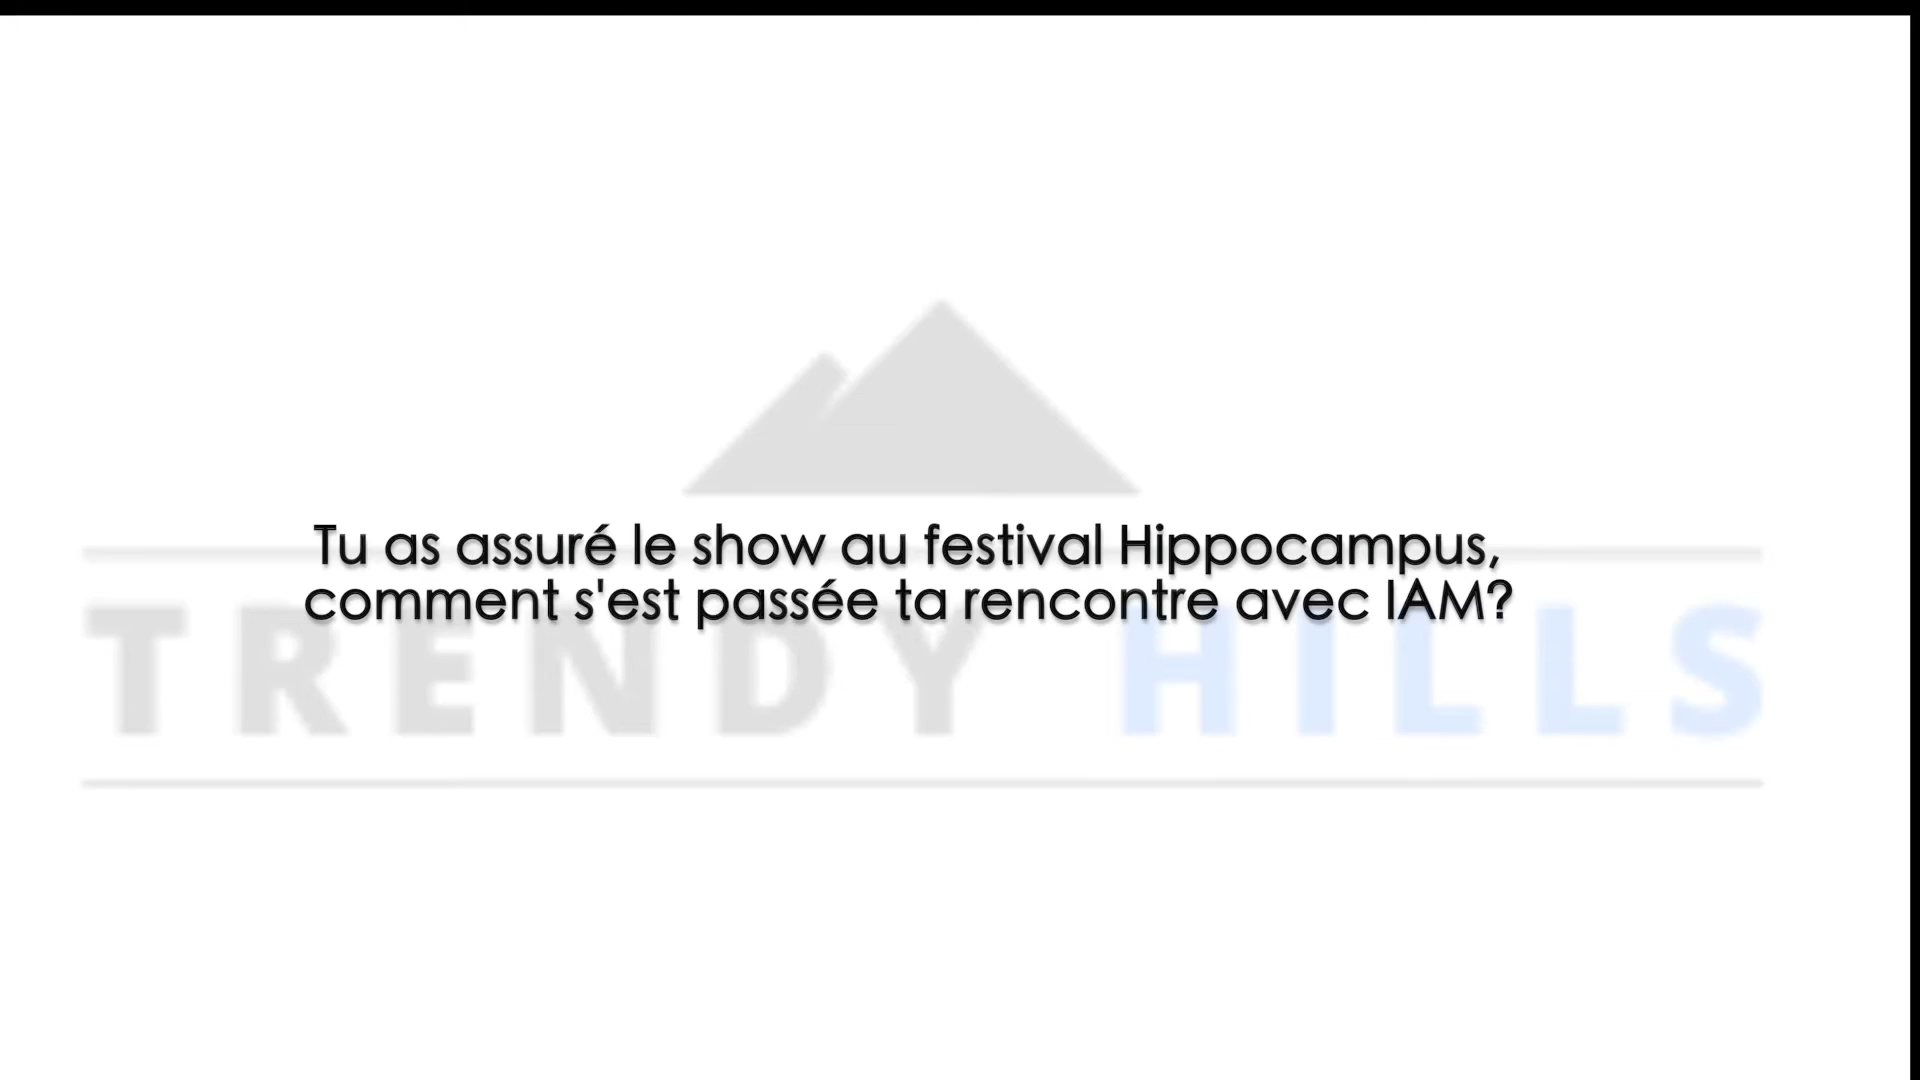 Tu as assuré le show au festival Hippocampus,
comment s'est passée ta rencontre avec IAM?
TRENDY HILLS